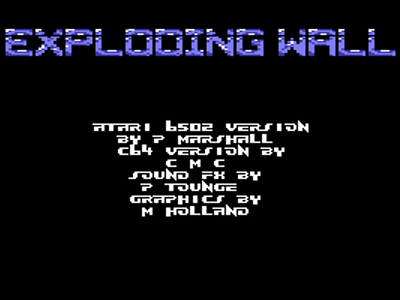 EXPLODING WALL
ATARI 6502 VERSION
BY P MARSHALL
C64 VERSION BY
C M C
SOUND FX BY
P TOUNGE
GRAPHICS BY
M HOLLAND